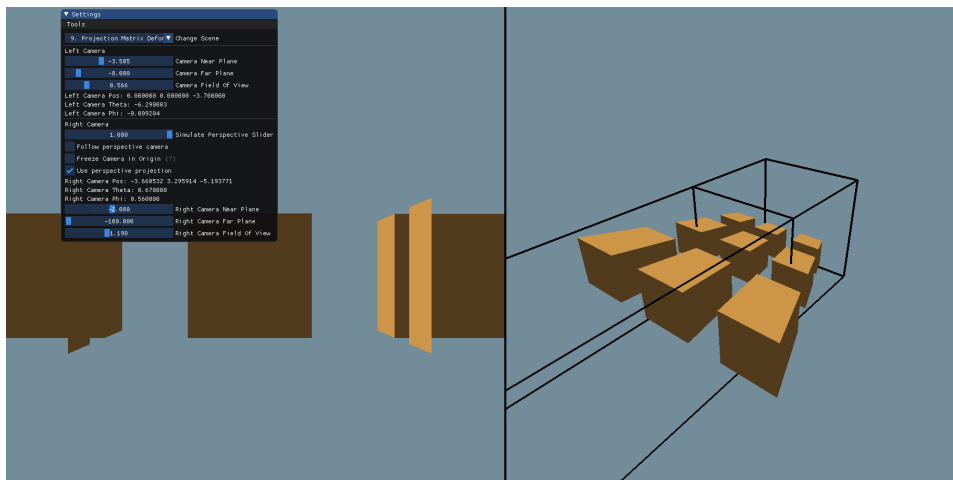 Settings
Tools
9. Projection Matrix Defor Change Scene
Left Camera
-3.505 Camera Near Plane
-8.000 Camera Far Plane
0.566 Camera Field Of View
Left Camera Pos: 0.000000 0.000000 -3.700000
Left Camera Theta: -6.290003
Left Camera Phi: -0.009204
Right Camera
1.000 Simulate Perspective Slider
Follow perspective camera
Freeze Camera in Origin (?)
Use perspective projection
Right Camera Pos: -3.660532 3.295914 -5.193771
Right Camera Theta: 0.670000
Right Camera Phi: 0.560000
-2.000 Right Camera Near Plane
-100.000 Right Camera Far Plane
1.190 Right Camera Field Of View